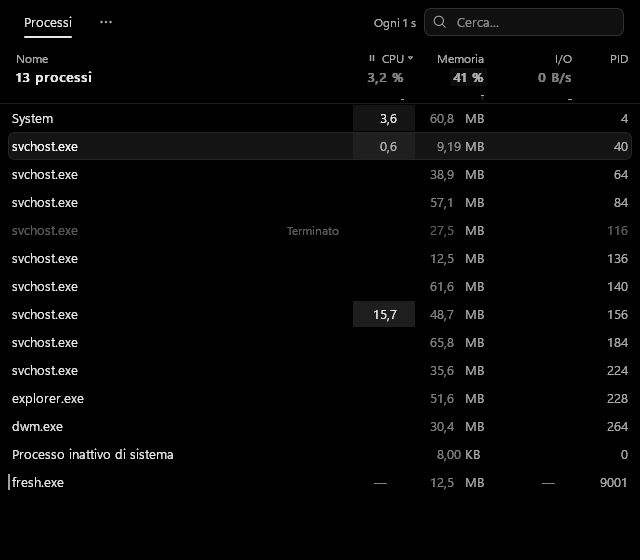 Processi ··· Ogni 1 s Cerca...
Nome CPU Memoria I/O PID
13 processi 3,2 % 41 % 0 B/s
- - -
System 3,6 60,8 MB 4
svchost.exe 0,6 9,19 MB 40
svchost.exe 38,9 MB 64
svchost.exe 57,1 MB 84
svchost.exe Terminato 27,5 MB 116
svchost.exe 12,5 MB 136
svchost.exe 61,6 MB 140
svchost.exe 15,7 48,7 MB 156
svchost.exe 65,8 MB 184
svchost.exe 35,6 MB 224
explorer.exe 51,6 MB 228
dwm.exe 30,4 MB 264
Processo inattivo di sistema 8,00 KB 0
fresh.exe — 12,5 MB — 9001